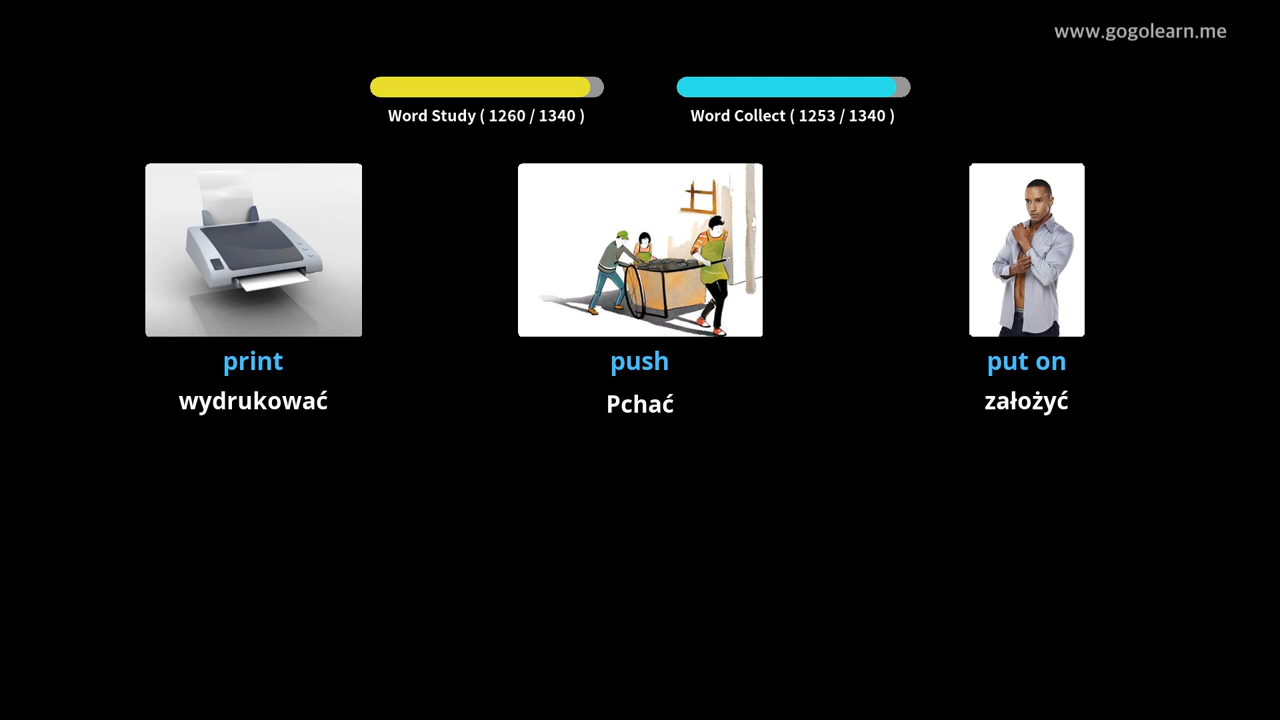 www.gogolearn.me
Word Study ( 1260 / 1340 )
Word Collect ( 1253 / 1340 )
print
push
put on
wydrukować
Pchać
założyć